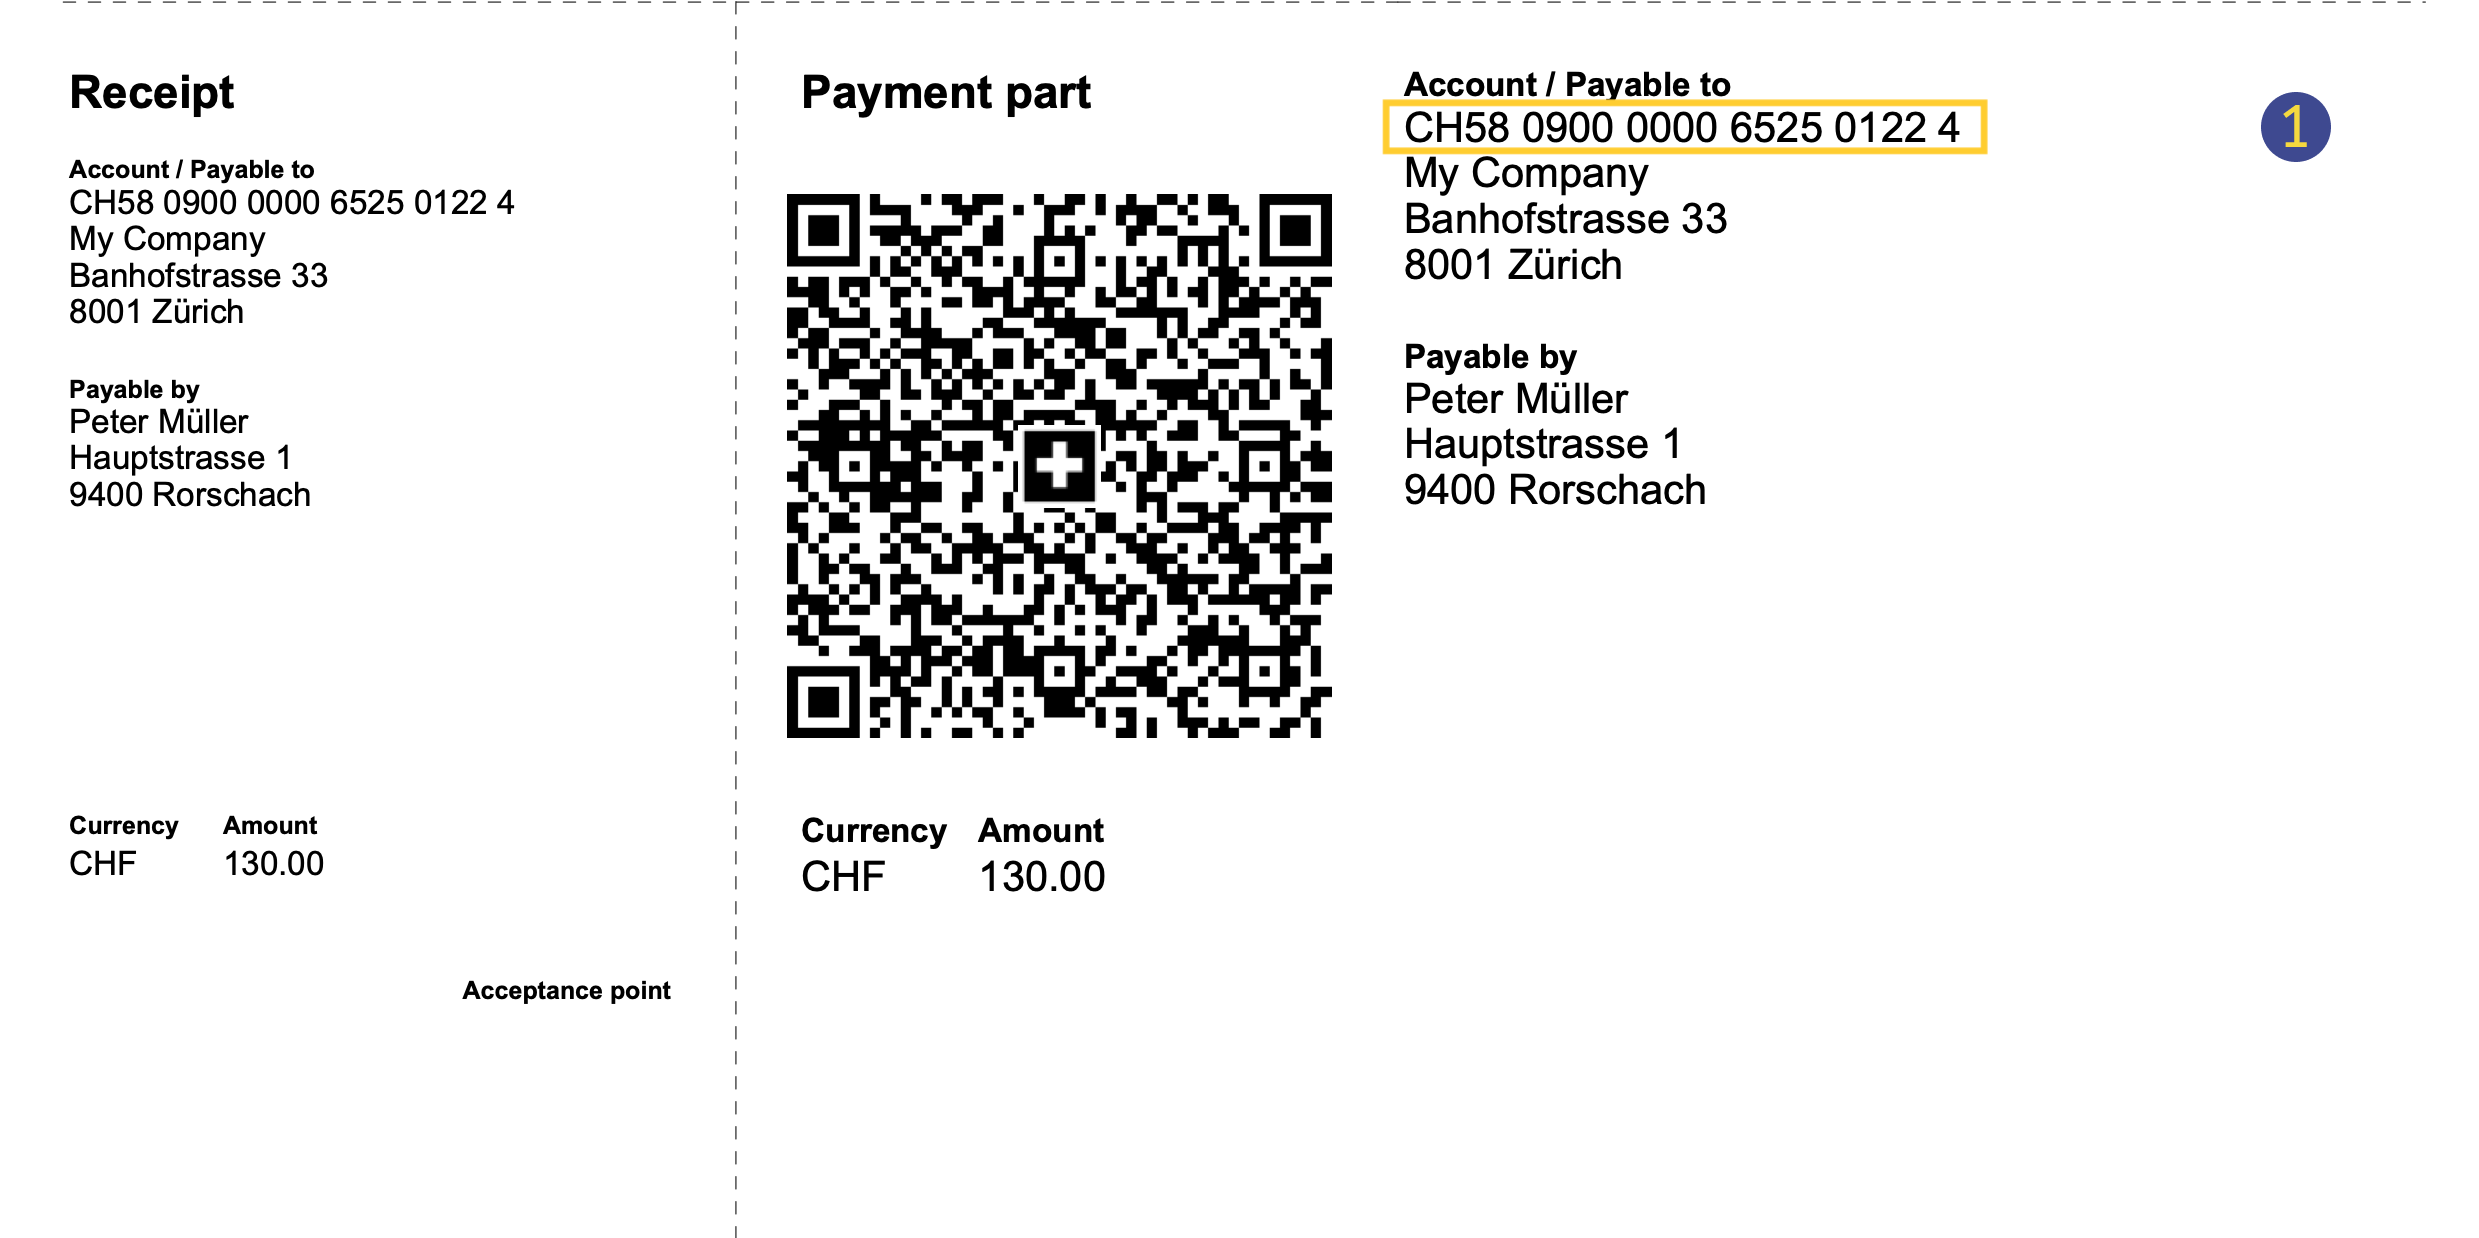 Receipt
Account / Payable to
CH58 0900 0000 6525 0122 4
My Company
Banhofstrasse 33
8001 Zürich
Payable by
Peter Müller
Hauptstrasse 1
9400 Rorschach
Currency Amount
CHF 130.00
Acceptance point
Payment part
Currency Amount
CHF 130.00
Account / Payable to
CH58 0900 0000 6525 0122 4
My Company
Banhofstrasse 33
8001 Zürich
Payable by
Peter Müller
Hauptstrasse 1
9400 Rorschach
1